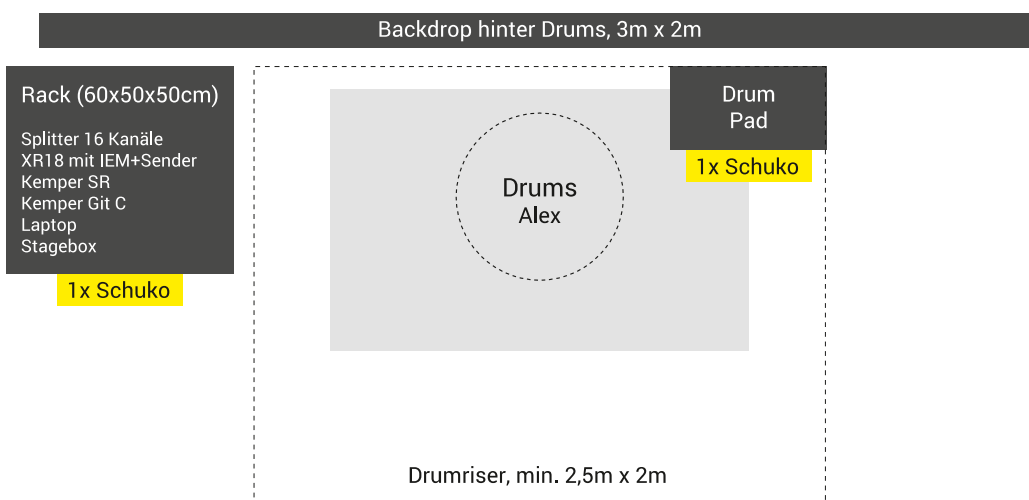 Backdrop hinter Drums, 3m x 2m
Rack (60x50x50cm)
Splitter 16 Kanäle
XR18 mit IEM+Sender
Kemper SR
Kemper Git C
Laptop
Stagebox
1x Schuko
Drums
Alex
Drum
Pad
1x Schuko
Drumriser, min. 2,5m x 2m